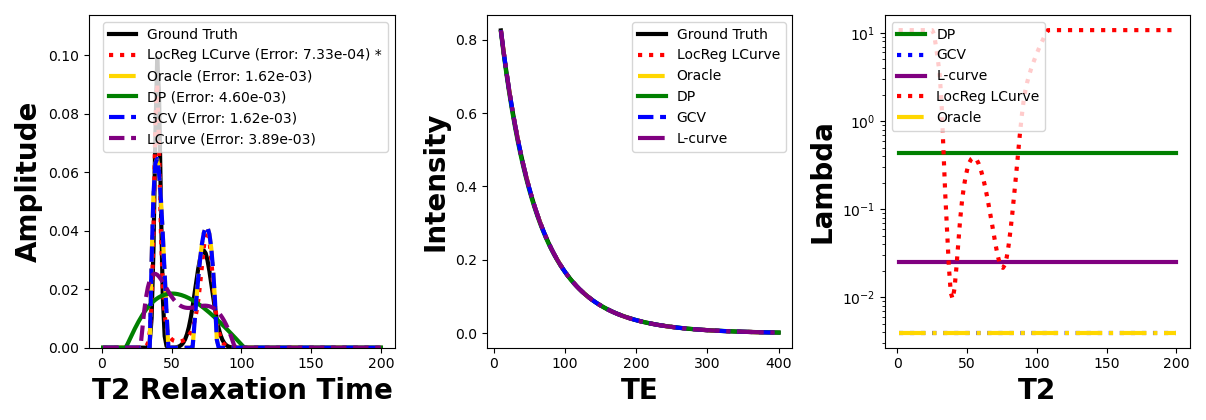 Amplitude
0.10
0.08
0.06
0.04
0.02
0.00
Ground Truth
LocReg LCurve (Error: 7.33e-04) *
Oracle (Error: 1.62e-03)
DP (Error: 4.60e-03)
GCV (Error: 1.62e-03)
LCurve (Error: 3.89e-03)
0 50 100 150 200
T2 Relaxation Time
Intensity
0.8
0.6
0.4
0.2
0.0
Ground Truth
LocReg LCurve
Oracle
DP
GCV
L-curve
0 100 200 300 400
TE
Lambda
10¹
10⁰
10⁻¹
10⁻²
DP
GCV
L-curve
LocReg LCurve
Oracle
0 50 100 150 200
T2